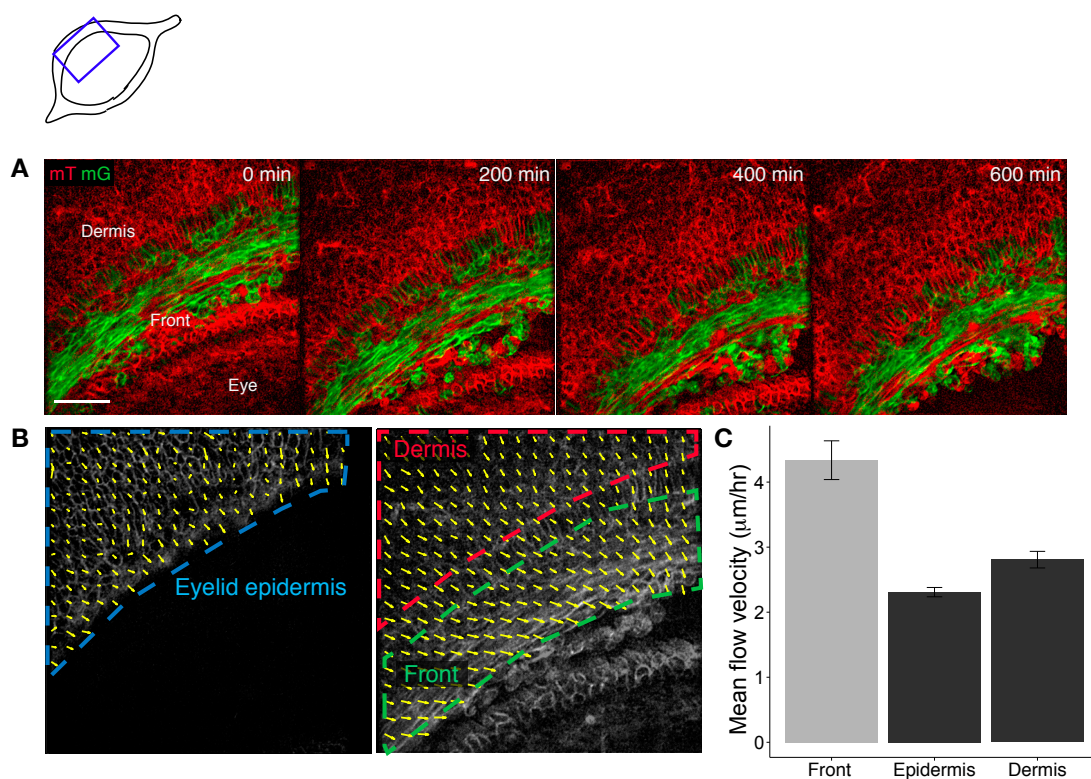 A
mT mG
0 min
200 min
400 min
600 min
Dermis
Front
Eye
B
Eyelid epidermis
Dermis
Front
C
Mean flow velocity (μm/hr)
4
3
2
1
0
Front
Epidermis
Dermis